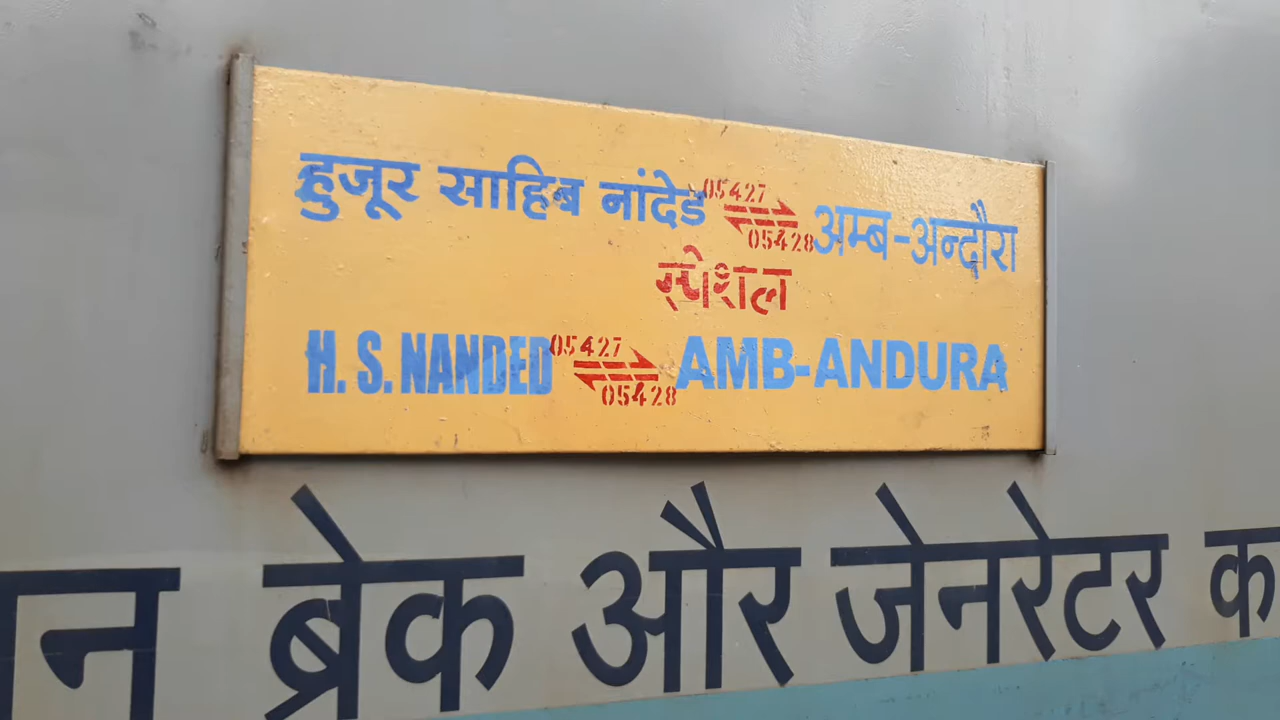 हुजूर साहिब नांदेड 05427 05428 अम्ब-अन्दौरा
स्पेशल
H. S. NANDED 05427 05428 AMB-ANDURA
ब्रेक और जेनरेटर